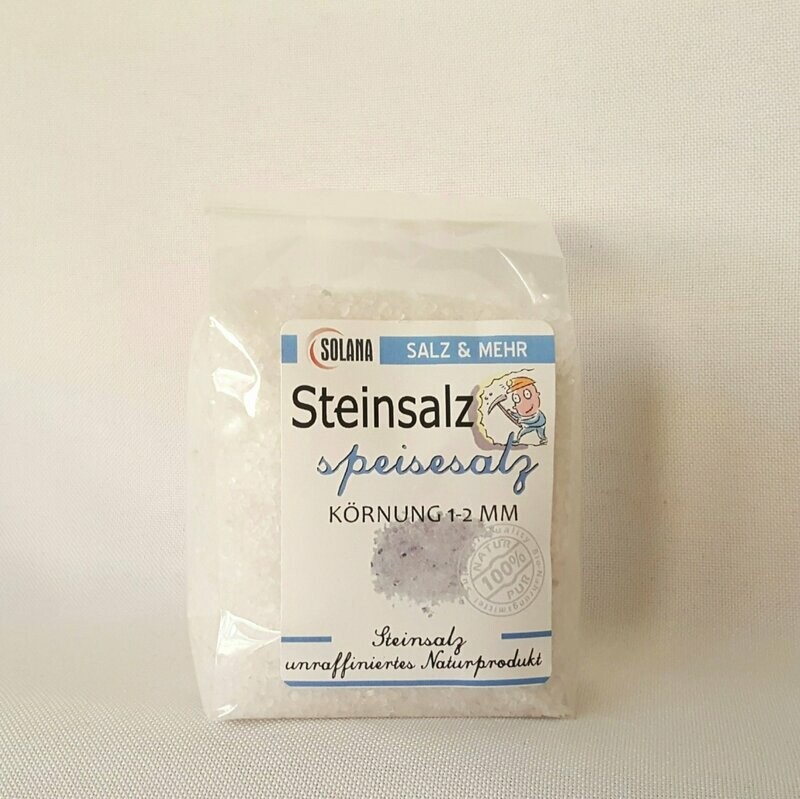 SOLANA
SALZ & MEHR
Steinsalz
speisesalz
KÖRNUNG 1-2 MM
NATUR
100%
PUR
Steinsalz
unraffiniertes Naturprodukt